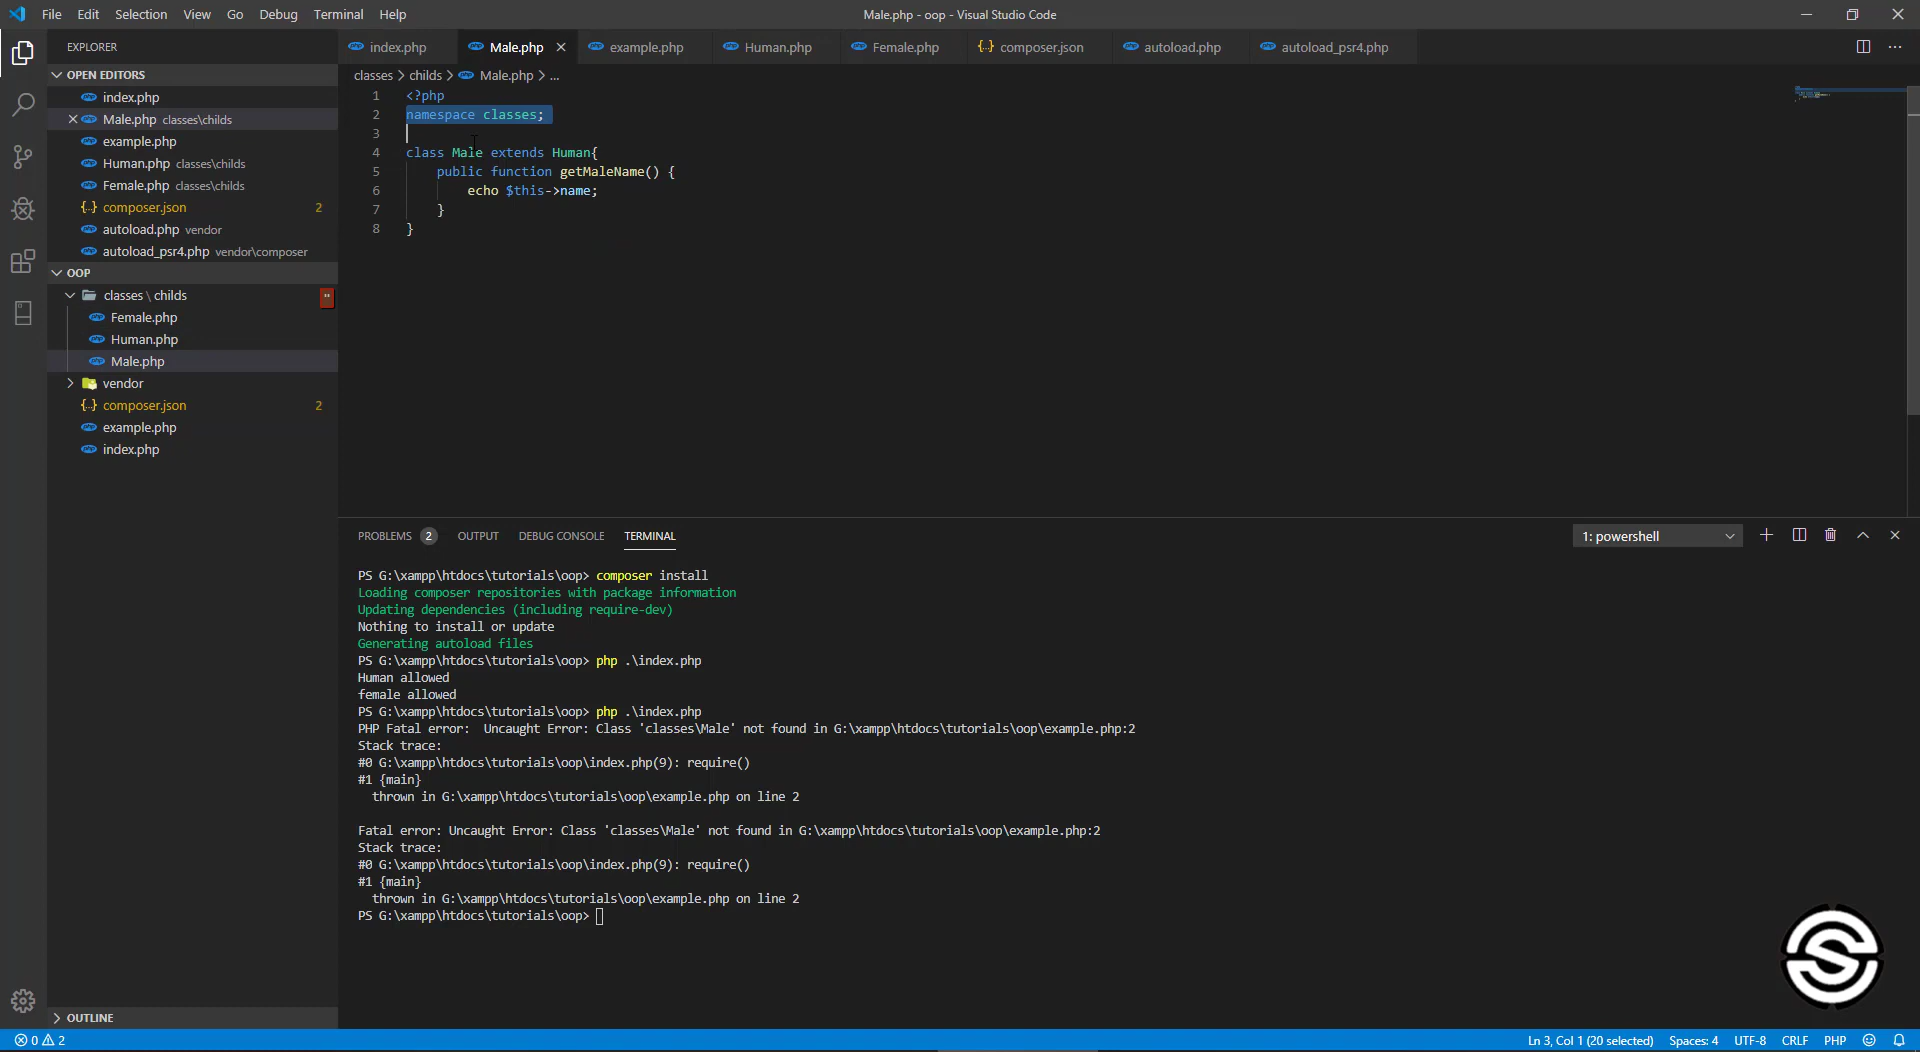 File Edit Selection View Go Debug Terminal Help
Male.php - oop - Visual Studio Code
EXPLORER
OPEN EDITORS
index.php
Male.php classes\childs
example.php
Human.php classes\childs
Female.php classes\childs
composer.json 2
autoload.php vendor
autoload_psr4.php vendor\composer
OOP
classes \ childs
Female.php
Human.php
Male.php
vendor
composer.json 2
example.php
index.php
OUTLINE
index.php Male.php example.php Human.php Female.php composer.json autoload.php autoload_psr4.php
classes > childs > Male.php > ...
1 <?php
2 namespace classes;
3
4 class Male extends Human{
5 public function getMaleName() {
6 echo $this->name;
7 }
8 }
PROBLEMS 2 OUTPUT DEBUG CONSOLE TERMINAL
1: powershell
PS G:\xampp\htdocs\tutorials\oop> composer install
Loading composer repositories with package information
Updating dependencies (including require-dev)
Nothing to install or update
Generating autoload files
PS G:\xampp\htdocs\tutorials\oop> php .\index.php
Human allowed
female allowed
PS G:\xampp\htdocs\tutorials\oop> php .\index.php
PHP Fatal error:  Uncaught Error: Class 'classes\Male' not found in G:\xampp\htdocs\tutorials\oop\example.php:2
Stack trace:
#0 G:\xampp\htdocs\tutorials\oop\index.php(9): require()
#1 {main}
thrown in G:\xampp\htdocs\tutorials\oop\example.php on line 2
Fatal error: Uncaught Error: Class 'classes\Male' not found in G:\xampp\htdocs\tutorials\oop\example.php:2
Stack trace:
#0 G:\xampp\htdocs\tutorials\oop\index.php(9): require()
#1 {main}
thrown in G:\xampp\htdocs\tutorials\oop\example.php on line 2
PS G:\xampp\htdocs\tutorials\oop>
0 2
Ln 3, Col 1 (20 selected) Spaces: 4 UTF-8 CRLF PHP